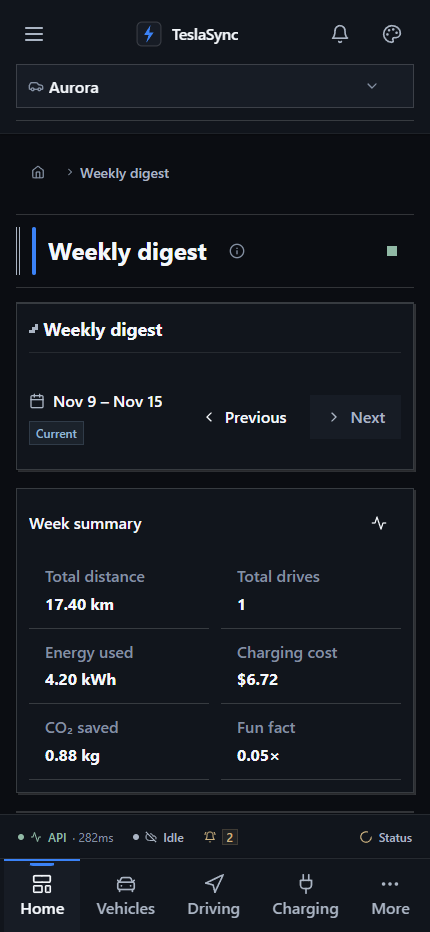 TeslaSync
Aurora
Weekly digest
Weekly digest
Weekly digest
Nov 9 – Nov 15
Current
Previous
Next
Week summary
Total distance
17.40 km
Total drives
1
Energy used
4.20 kWh
Charging cost
$6.72
CO₂ saved
0.88 kg
Fun fact
0.05×
API · 282ms
Idle
2
Status
Home
Vehicles
Driving
Charging
More